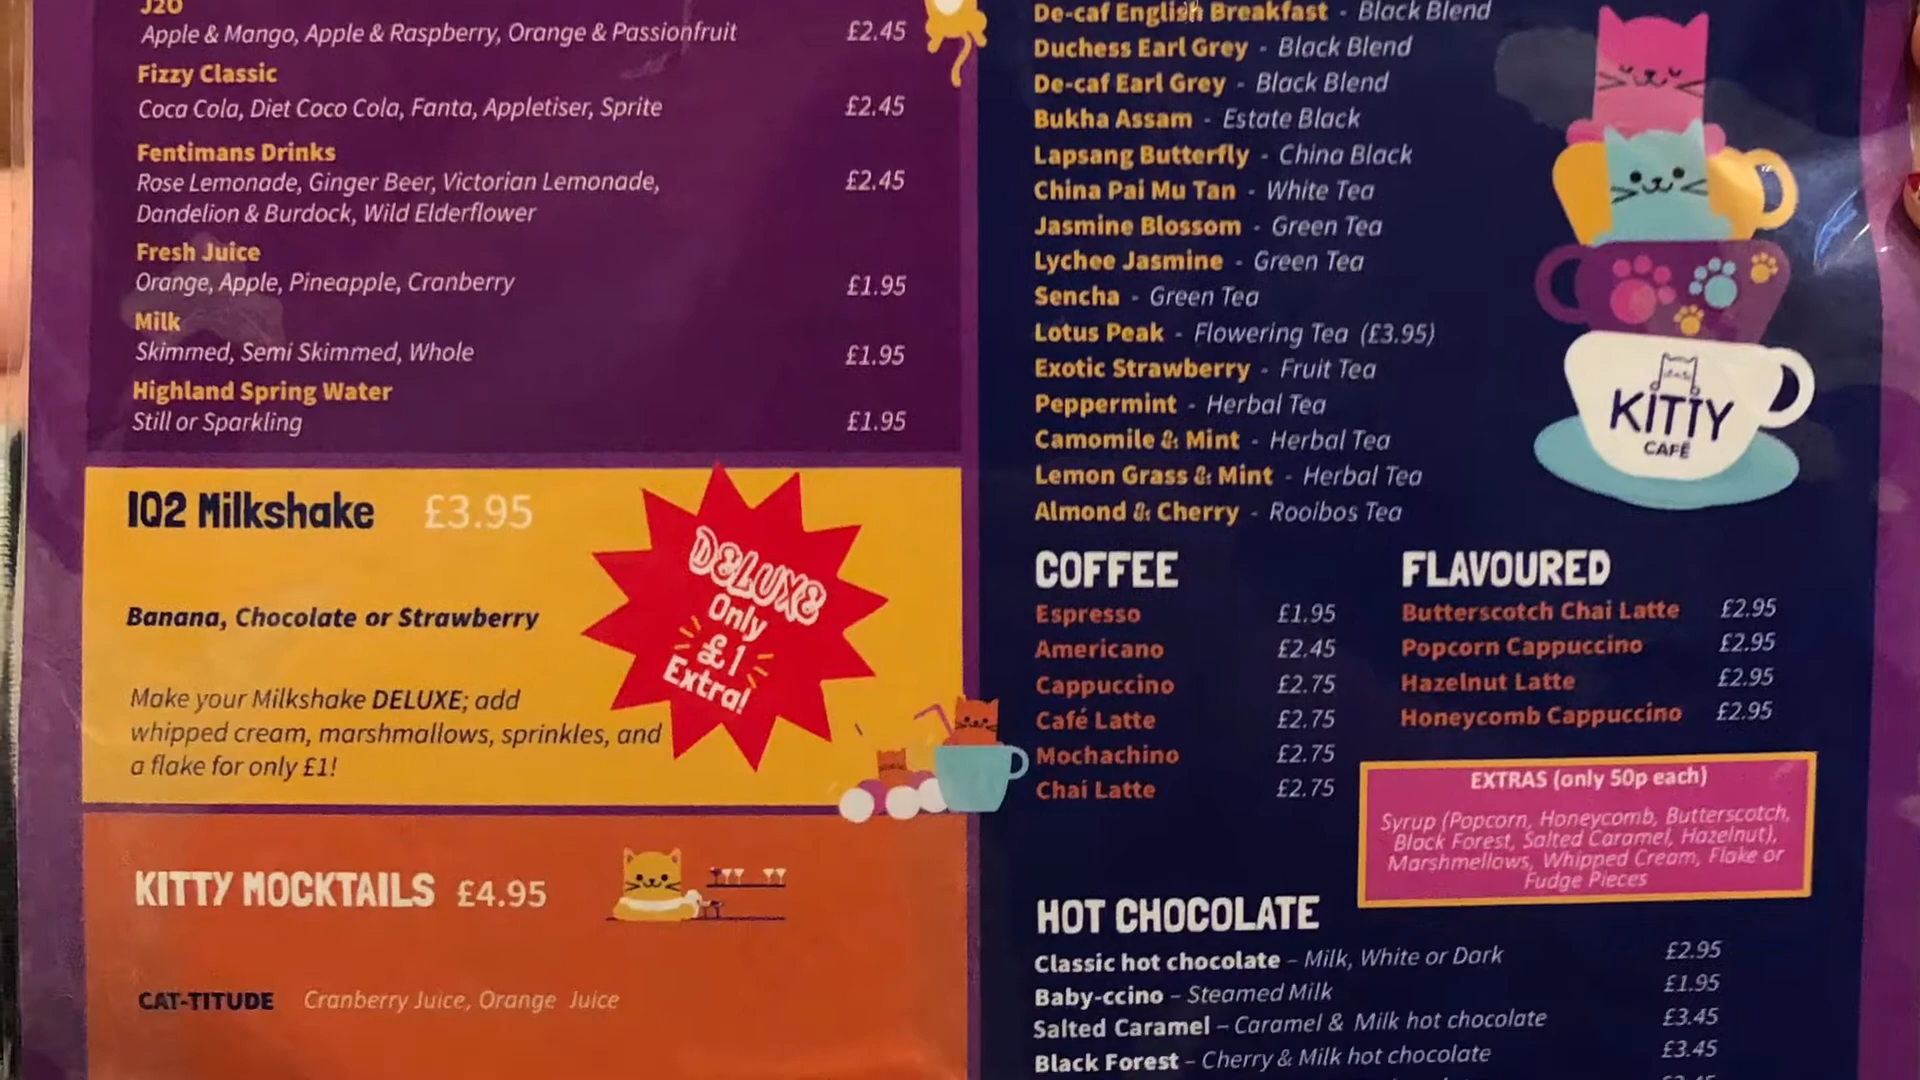 J2O
Apple & Mango, Apple & Raspberry, Orange & Passionfruit £2.45
Fizzy Classic
Coca Cola, Diet Coco Cola, Fanta, Appletiser, Sprite £2.45
Fentimans Drinks
Rose Lemonade, Ginger Beer, Victorian Lemonade, £2.45
Dandelion & Burdock, Wild Elderflower
Fresh Juice
Orange, Apple, Pineapple, Cranberry £1.95
Milk
Skimmed, Semi Skimmed, Whole £1.95
Highland Spring Water
Still or Sparkling £1.95
IQ2 Milkshake £3.95
Banana, Chocolate or Strawberry
Make your Milkshake DELUXE; add
whipped cream, marshmallows, sprinkles, and
a flake for only £1!
DELUXE
Only
£1
Extra!
KITTY MOCKTAILS £4.95
CAT-TITUDE Cranberry Juice, Orange Juice
De-caf English Breakfast - Black Blend
Duchess Earl Grey - Black Blend
De-caf Earl Grey - Black Blend
Bukha Assam - Estate Black
Lapsang Butterfly - China Black
China Pai Mu Tan - White Tea
Jasmine Blossom - Green Tea
Lychee Jasmine - Green Tea
Sencha - Green Tea
Lotus Peak - Flowering Tea (£3.95)
Exotic Strawberry - Fruit Tea
Peppermint - Herbal Tea
Camomile & Mint - Herbal Tea
Lemon Grass & Mint - Herbal Tea
Almond & Cherry - Rooibos Tea
KITTY
CAFÉ
COFFEE
Espresso £1.95
Americano £2.45
Cappuccino £2.75
Café Latte £2.75
Mochachino £2.75
Chai Latte £2.75
FLAVOURED
Butterscotch Chai Latte £2.95
Popcorn Cappuccino £2.95
Hazelnut Latte £2.95
Honeycomb Cappuccino £2.95
EXTRAS (only 50p each)
Syrup (Popcorn, Honeycomb, Butterscotch,
Black Forest, Salted Caramel, Hazelnut),
Marshmellows, Whipped Cream, Flake or
Fudge Pieces
HOT CHOCOLATE
Classic hot chocolate – Milk, White or Dark £2.95
Baby-ccino – Steamed Milk £1.95
Salted Caramel – Caramel & Milk hot chocolate £3.45
Black Forest – Cherry & Milk hot chocolate £3.45